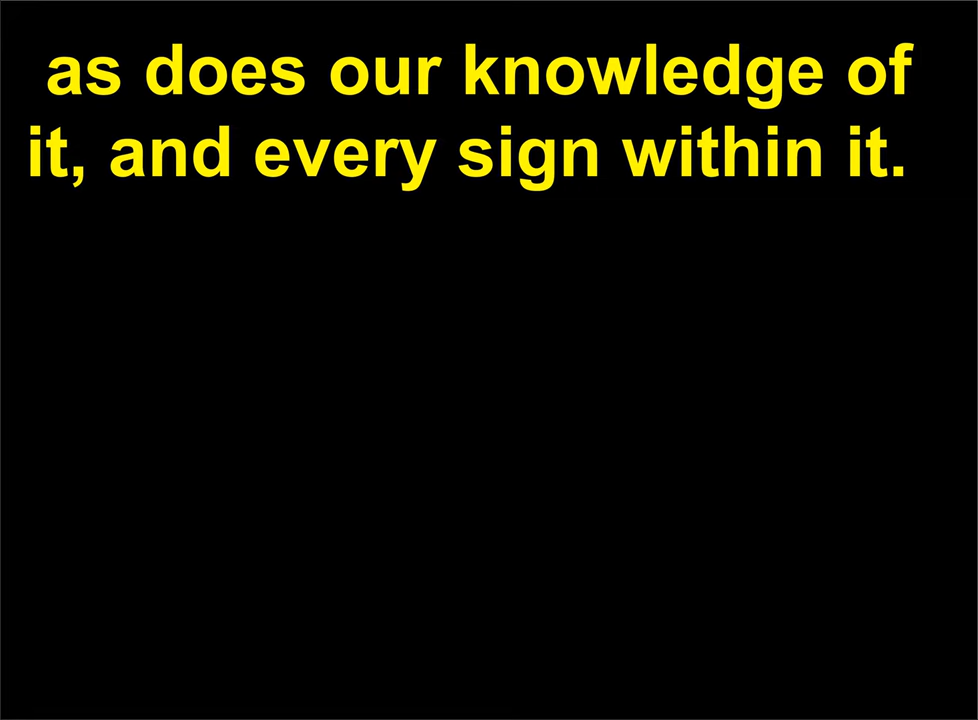 as does our knowledge of
it, and every sign within it.